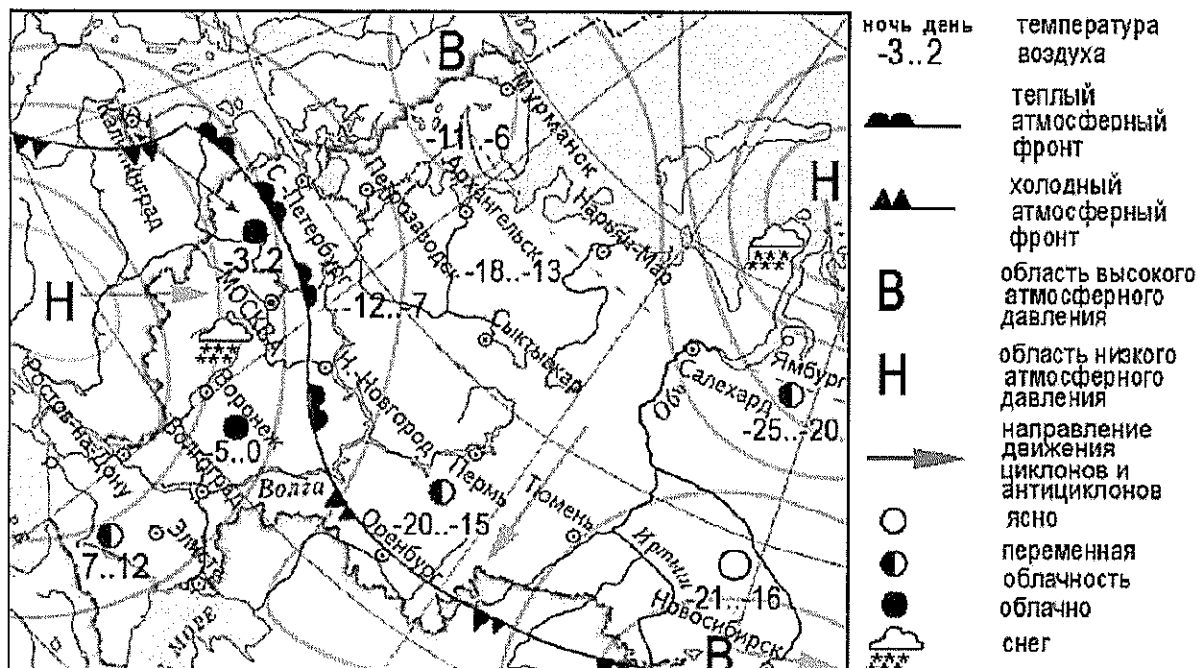 В
Мурманск
Калининград
-11..-6
С.-Петербург
Петрозаводск
Архангельск
Нарьян-Мар
Н
-3..2
-18..-13
Н
МОСКВА
-12..-7
Сыктывкар
Салехард
Ямбург
Обь
-25..-20
Ростов-на-Дону
Воронеж
Н.-Новгород
Волгоград
-5..0
Волга
Пермь
Тюмень
Оренбург
-20..-15
Иртыш
7..12
Элиста
-21..-16
Новосибирск
МОРЕ
В
ночь день
-3..2
температура
воздуха
теплый
атмосферный
фронт
холодный
атмосферный
фронт
В
область высокого
атмосферного
давления
Н
область низкого
атмосферного
давления
направление
движения
циклонов и
антициклонов
ясно
переменная
облачность
облачно
снег